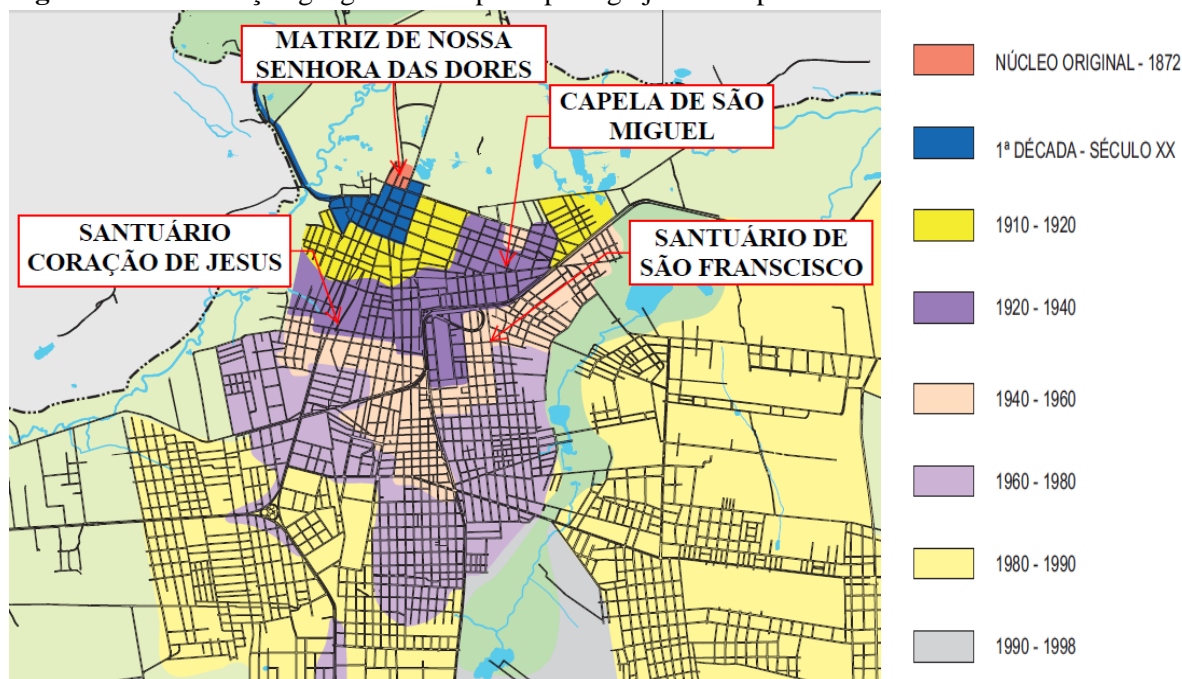 MATRIZ DE NOSSA
SENHORA DAS DORES
CAPELA DE SÃO
MIGUEL
SANTUÁRIO
CORAÇÃO DE JESUS
SANTUÁRIO DE
SÃO FRANSCISCO
NÚCLEO ORIGINAL - 1872
1ª DÉCADA - SÉCULO XX
1910 - 1920
1920 - 1940
1940 - 1960
1960 - 1980
1980 - 1990
1990 - 1998